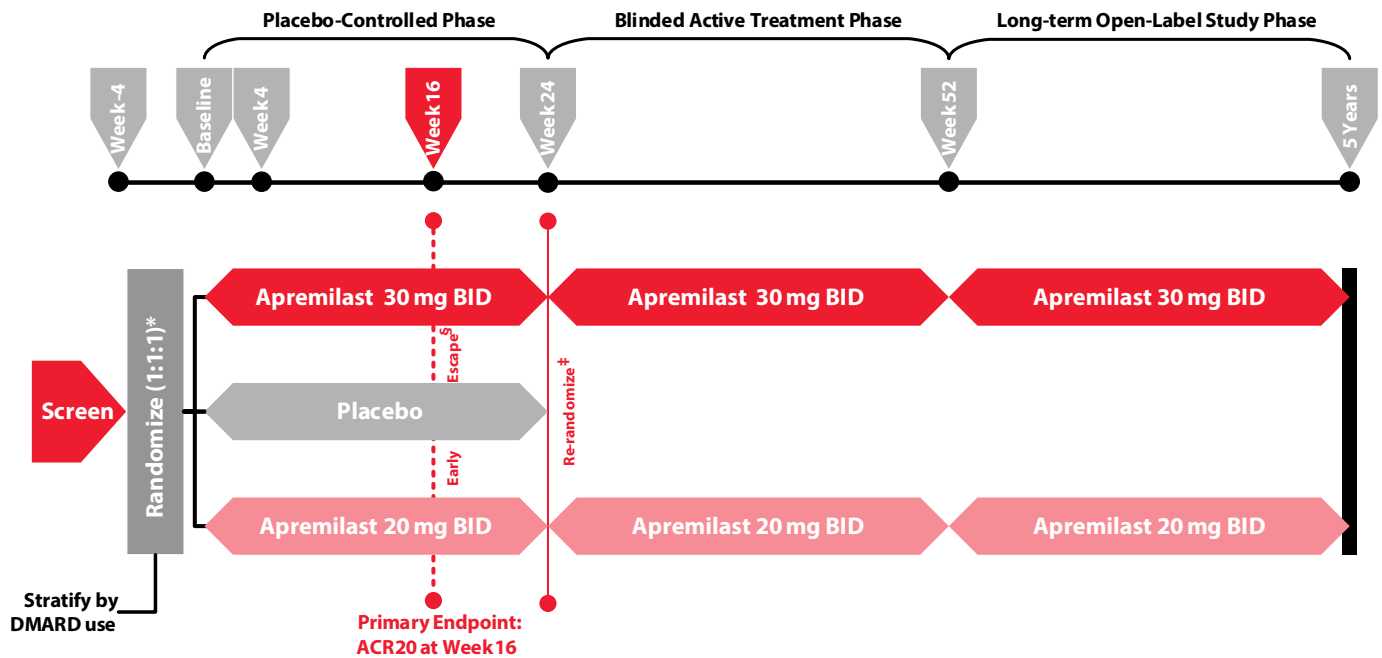 Placebo-Controlled Phase
Blinded Active Treatment Phase
Long-term Open-Label Study Phase
Week -4
Baseline
Week 4
Week 16
Week 24
Week 52
5 Years
Screen
Randomize (1:1:1)*
Stratify by
DMARD use
Apremilast 30 mg BID
Apremilast 30 mg BID
Apremilast 30 mg BID
Early Escape§
Re-randomize‡
Placebo
Apremilast 20 mg BID
Apremilast 20 mg BID
Apremilast 20 mg BID
Primary Endpoint:
ACR20 at Week 16